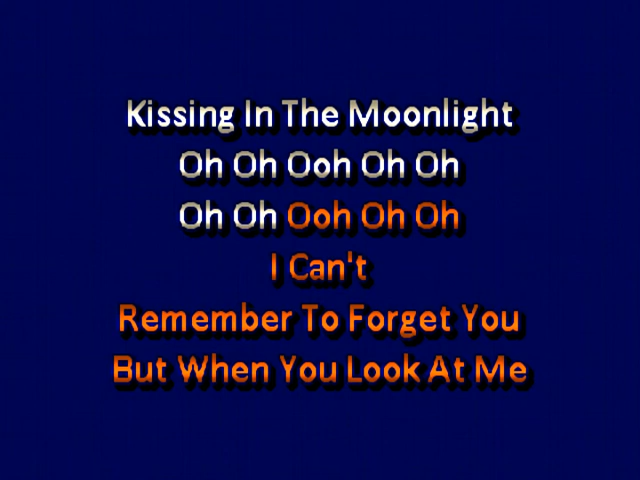 Kissing In The Moonlight
Oh Oh Ooh Oh Oh
Oh Oh Ooh Oh Oh
I Can't
Remember To Forget You
But When You Look At Me